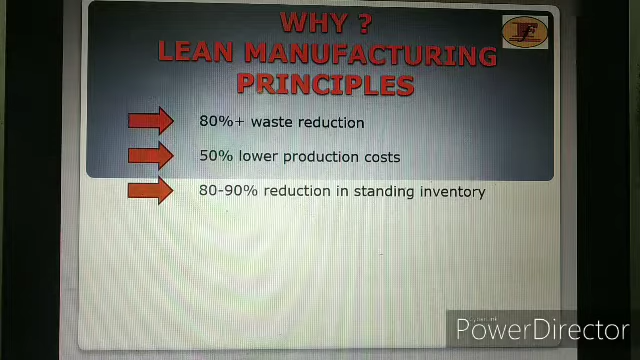 WHY ?
LEAN MANUFACTURING
PRINCIPLES
80%+ waste reduction
50% lower production costs
80-90% reduction in standing inventory
PowerDirector